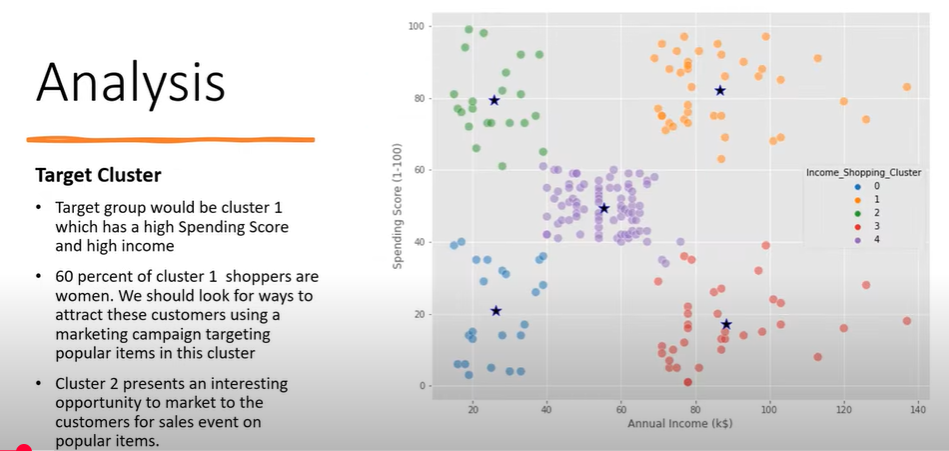 Analysis
Target Cluster
• Target group would be cluster 1
which has a high Spending Score
and high income
• 60 percent of cluster 1 shoppers are
women. We should look for ways to
attract these customers using a
marketing campaign targeting
popular items in this cluster
• Cluster 2 presents an interesting
opportunity to market to the
customers for sales event on
popular items.
Spending Score (1-100)
100
80
60
40
20
0
Income_Shopping_Cluster
0
1
2
3
4
20 40 60 80 100 120 140
Annual Income (k$)